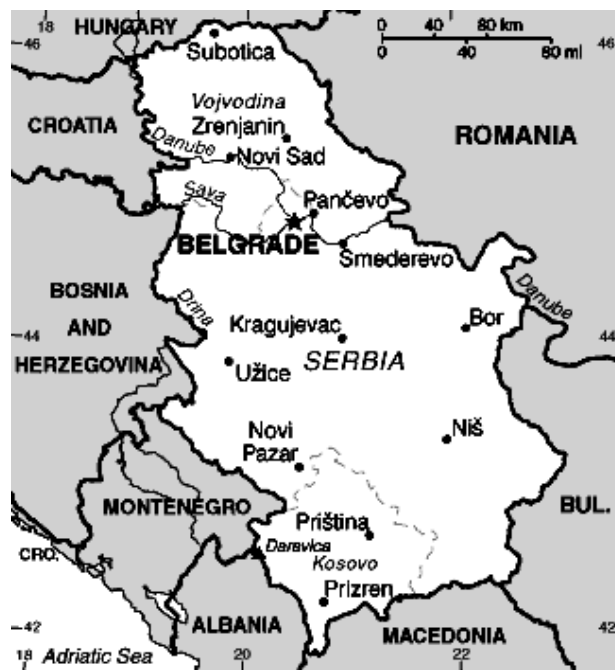 18
HUNGARY
46
Subotica
0 40 80 km
0 40 80 mi
46
Vojvodina
Zrenjanin
CROATIA
Danube
Novi Sad
ROMANIA
Sava
Pančevo
BELGRADE
Smederevo
BOSNIA
AND
HERZEGOVINA
Drina
Danube
44
Kragujevac
Bor
44
SERBIA
Užice
Novi
Pazar
Niš
MONTENEGRO
Priština
BUL.
CRO.
Daravica
Kosovo
Prizren
42
ALBANIA
MACEDONIA
42
18
Adriatic Sea
20
22